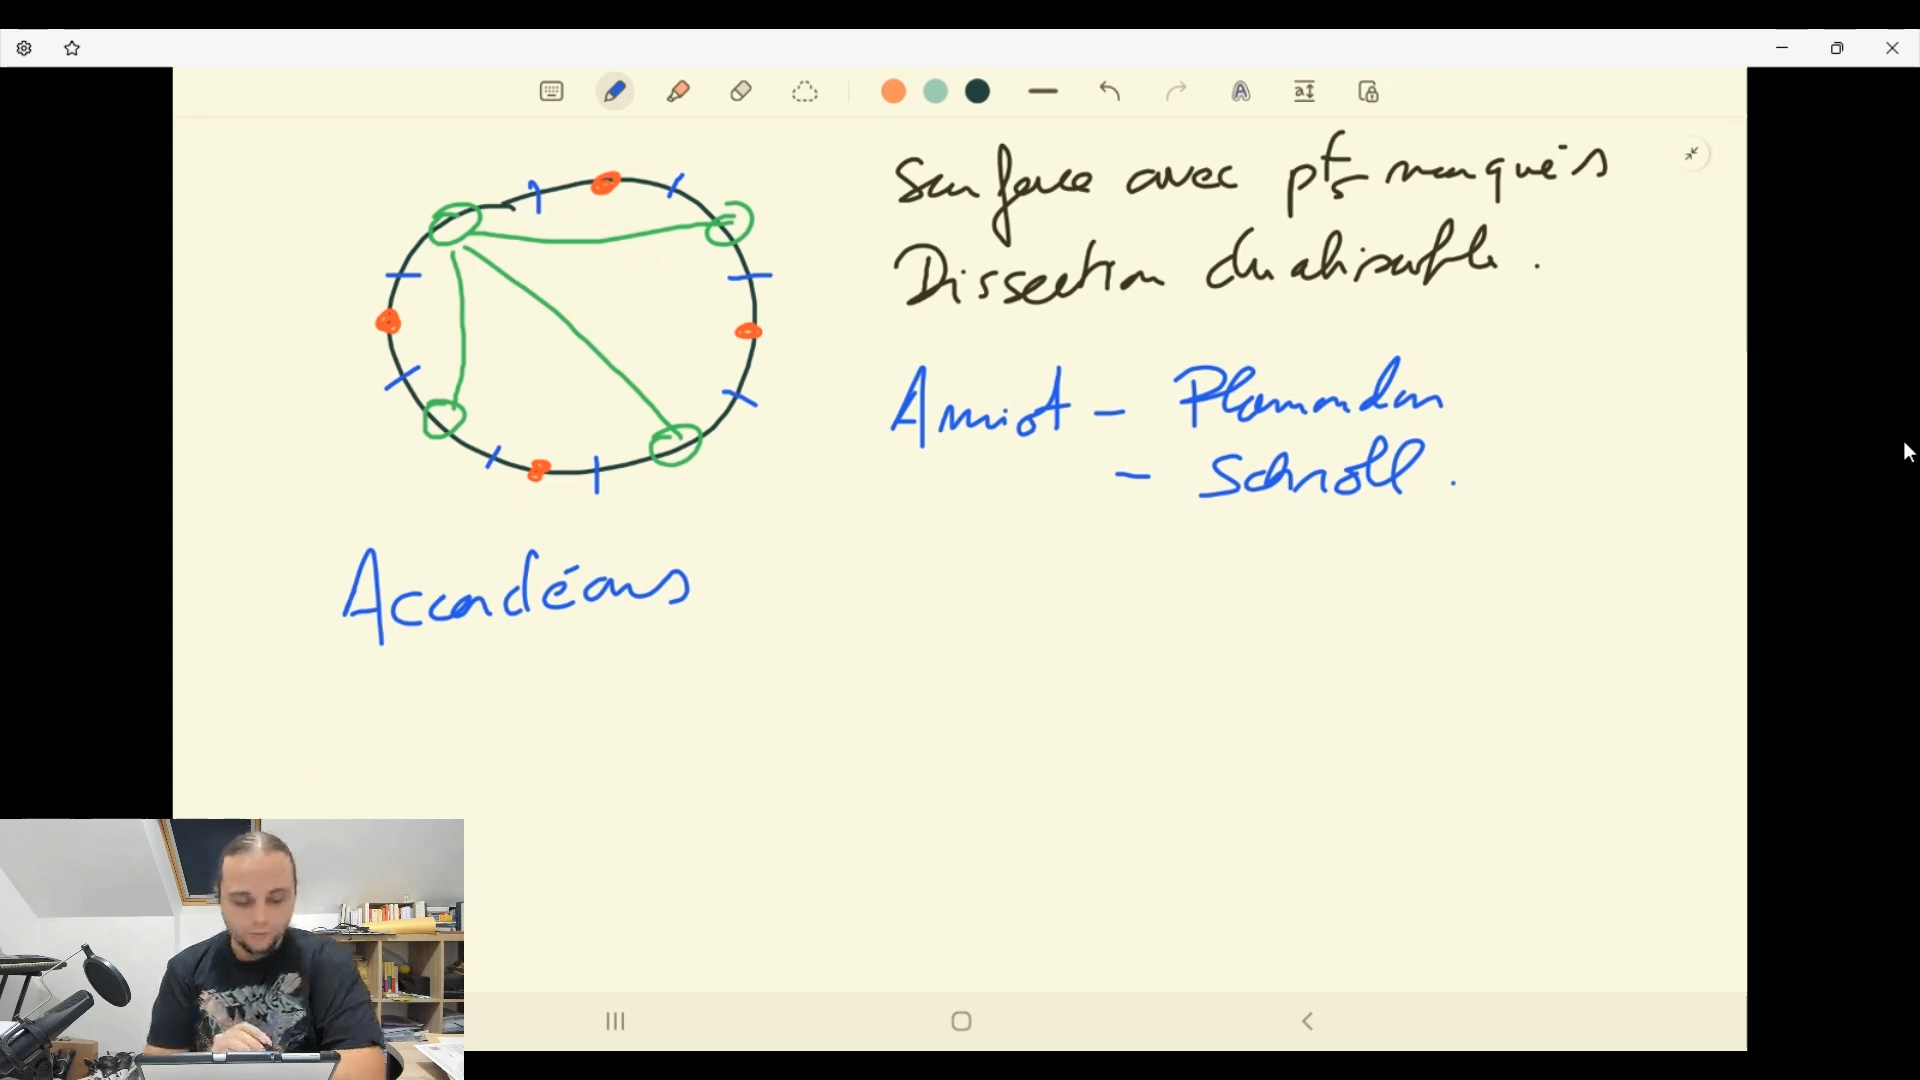 Surface avec pts marqués
Dissection dualisable.
Amiot - Plamondon
- Schroll.
Accordéons